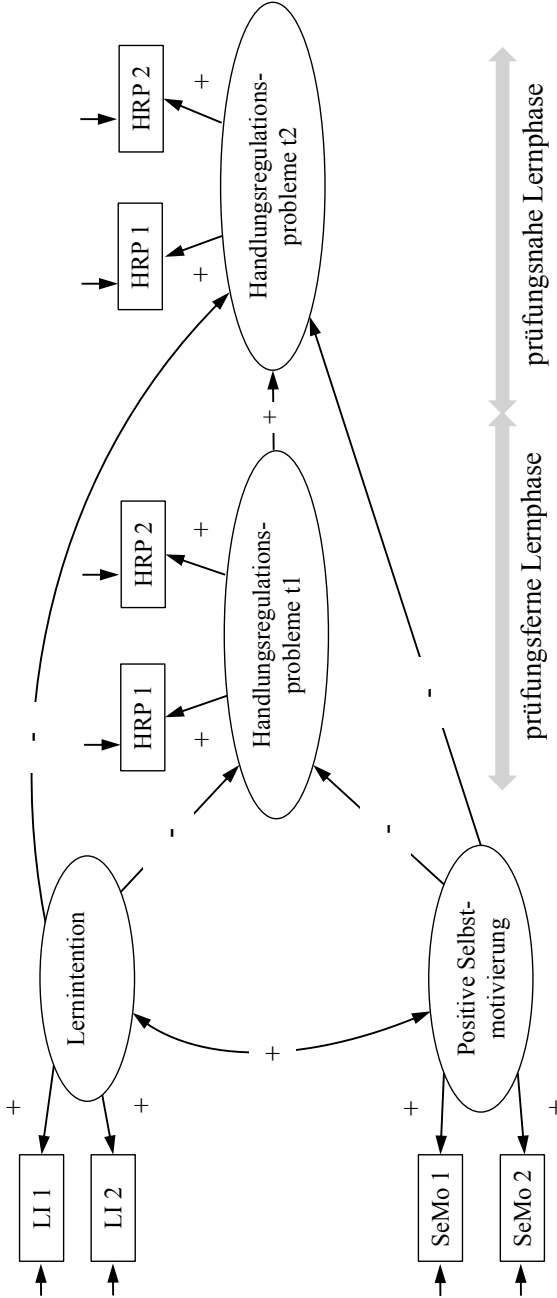 LI 1
LI 2
+
+
Lernintention
-
-
+
SeMo 1
SeMo 2
+
+
Positive Selbst-
motivierung
-
-
HRP 1
HRP 2
+
+
Handlungsregulations-
probleme t1
+
HRP 1
HRP 2
+
+
Handlungsregulations-
probleme t2
prüfungsferne Lernphase
prüfungsnahe Lernphase